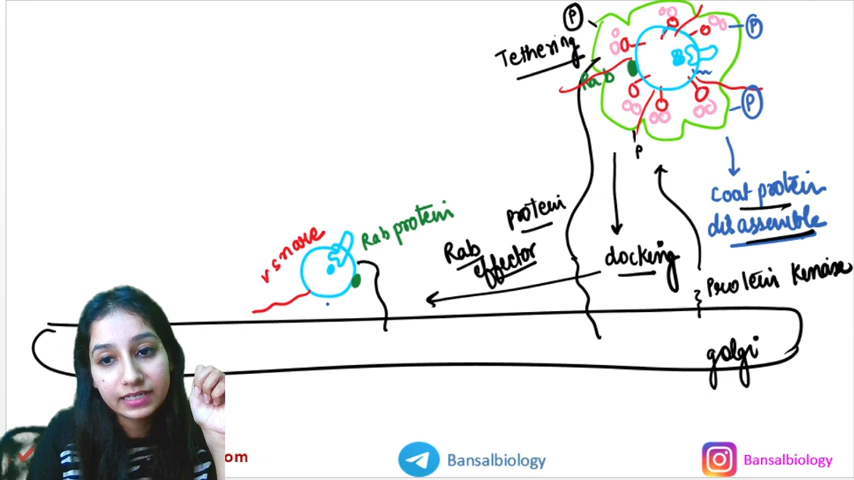 P
P
Tethering
Rab
P
P
coat protein
disassemble
protein
Rab
effector
docking
Rab protein
v snare
Protein kinase
golgi
om
Bansalbiology
Bansalbiology